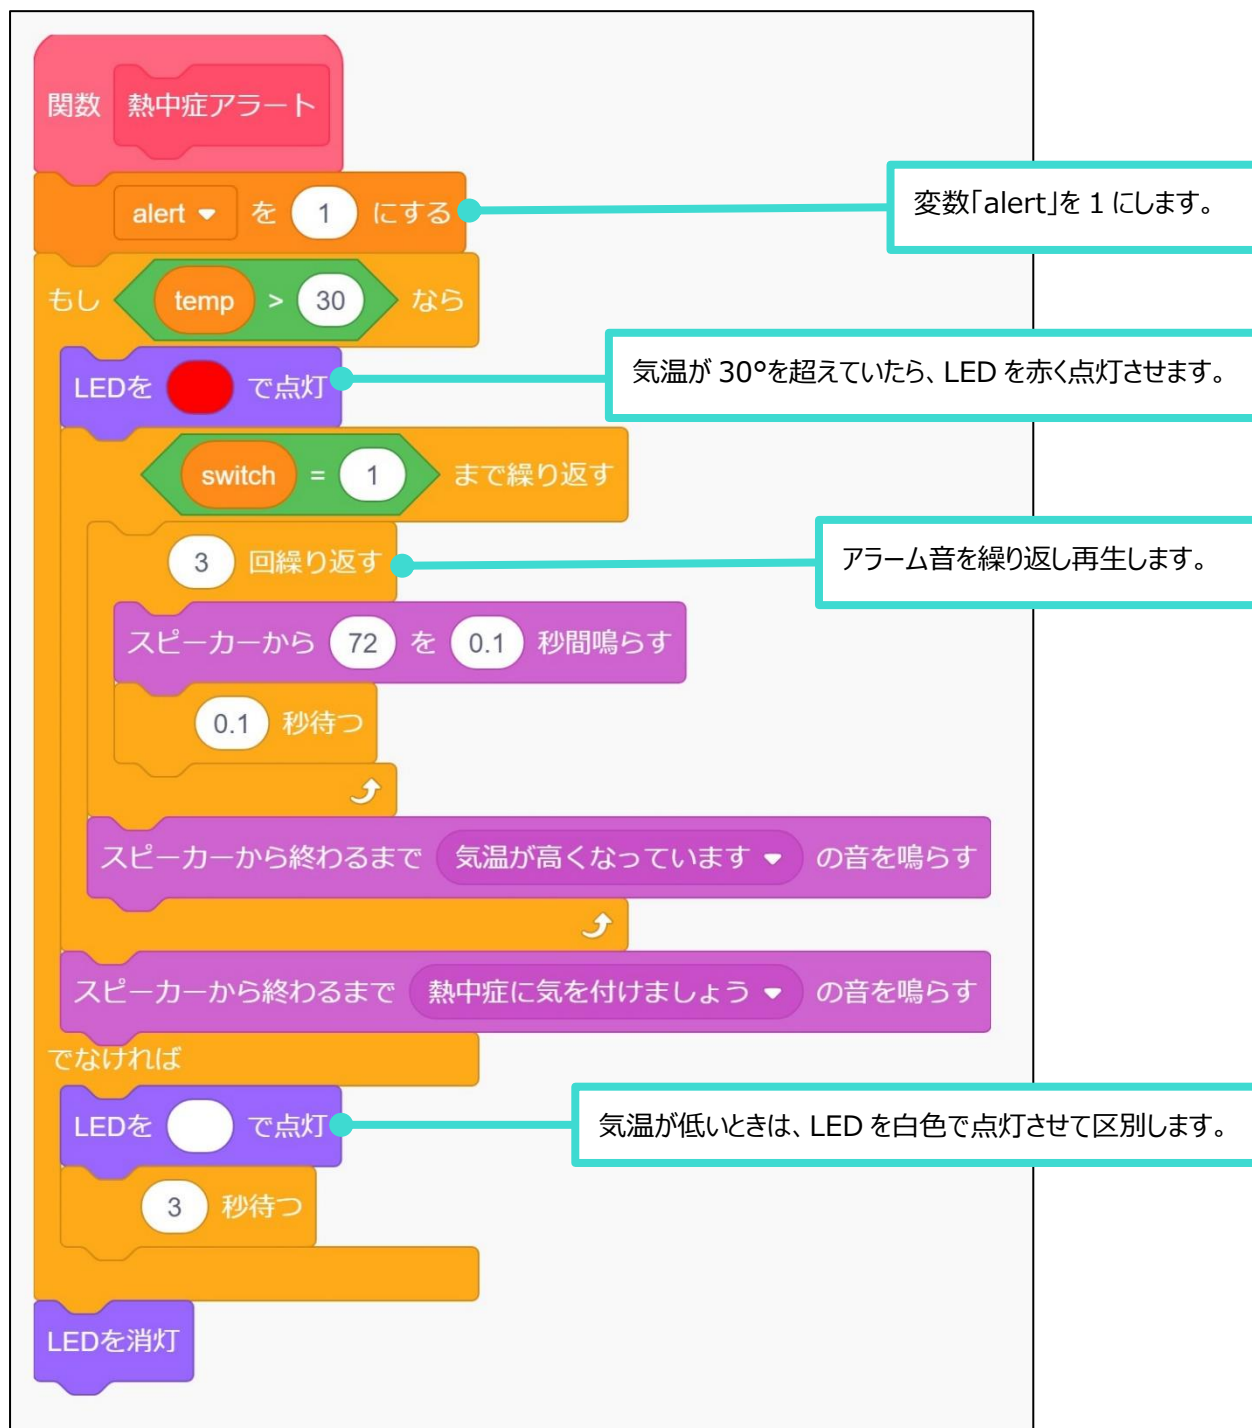 関数 熱中症アラート
alert を 1 にする
変数「alert」を 1 にします。
もし temp > 30 なら
LEDを で点灯
気温が 30°を超えていたら、LED を赤く点灯させます。
switch = 1 まで繰り返す
3 回繰り返す
アラーム音を繰り返し再生します。
スピーカーから 72 を 0.1 秒間鳴らす
0.1 秒待つ
スピーカーから終わるまで 気温が高くなっています の音を鳴らす
スピーカーから終わるまで 熱中症に気を付けましょう の音を鳴らす
でなければ
LEDを で点灯
気温が低いときは、LED を白色で点灯させて区別します。
3 秒待つ
LEDを消灯